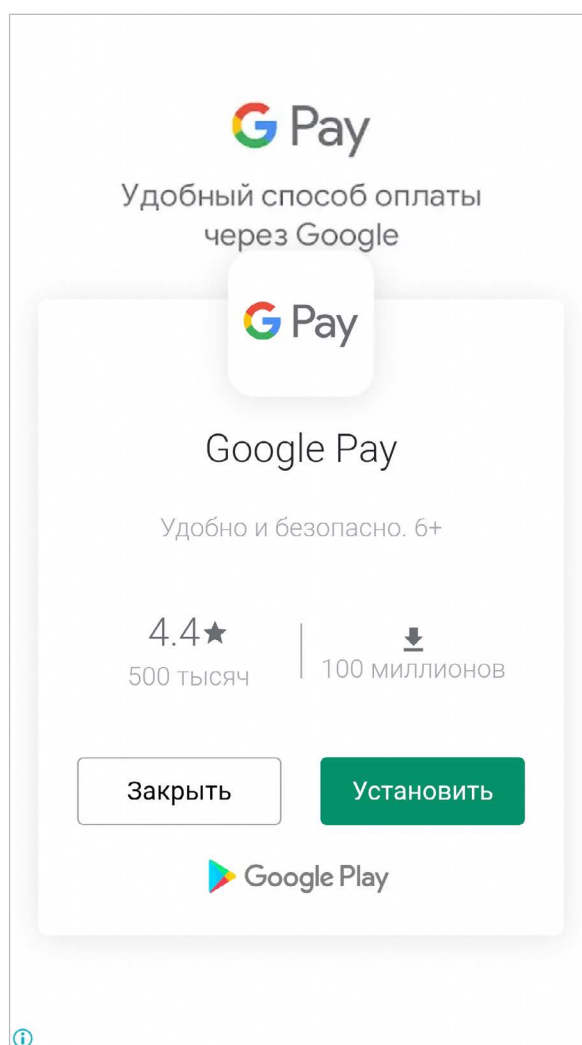 G Pay
Удобный способ оплаты
через Google
G Pay
Google Pay
Удобно и безопасно. 6+
4.4★
500 тысяч
100 миллионов
Закрыть
Установить
Google Play